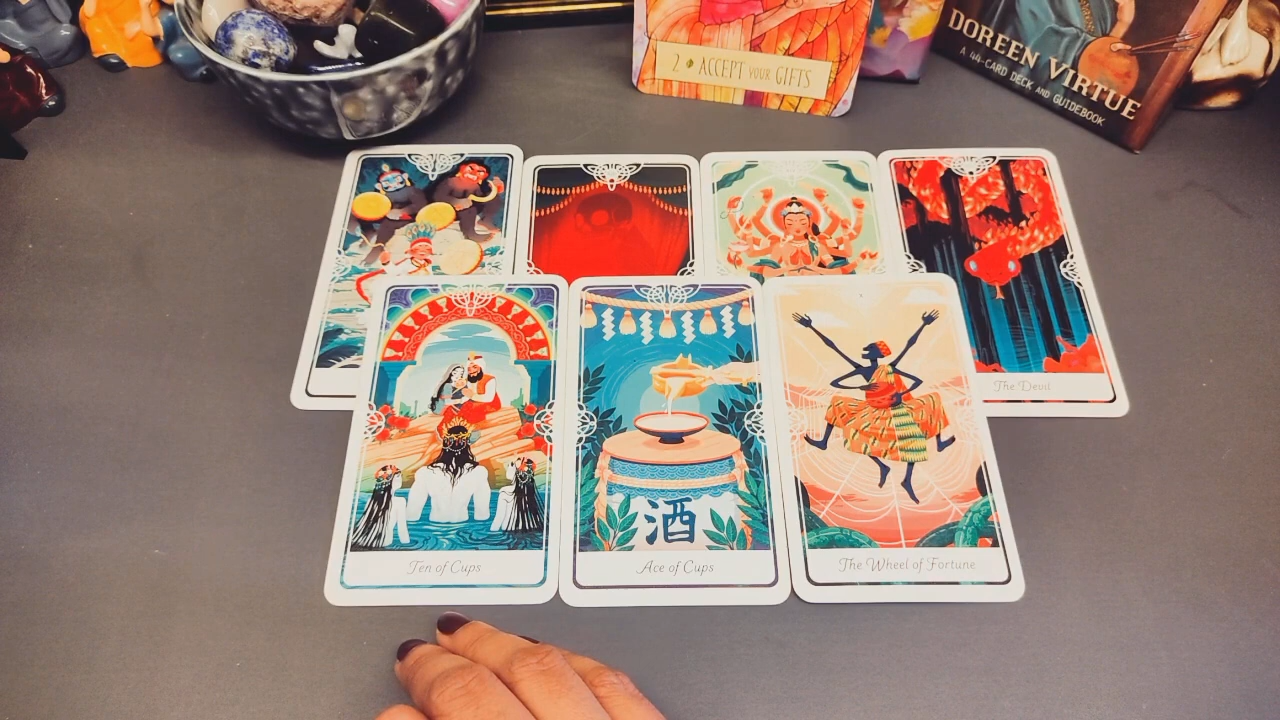 2 ACCEPT YOUR GIFTS
DOREEN VIRTUE
A 44-CARD DECK AND GUIDEBOOK
The Devil
酒
Ten of Cups
Ace of Cups
The Wheel of Fortune